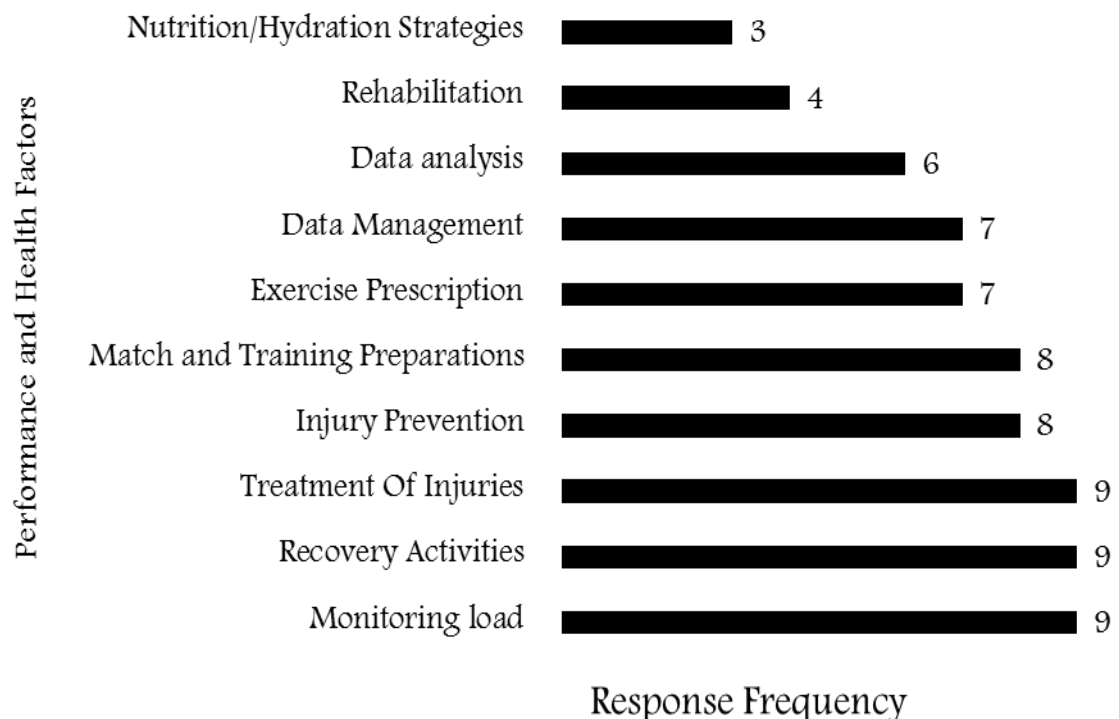 Performance and Health Factors
Nutrition/Hydration Strategies 3
Rehabilitation 4
Data analysis 6
Data Management 7
Exercise Prescription 7
Match and Training Preparations 8
Injury Prevention 8
Treatment Of Injuries 9
Recovery Activities 9
Monitoring load 9
Response Frequency